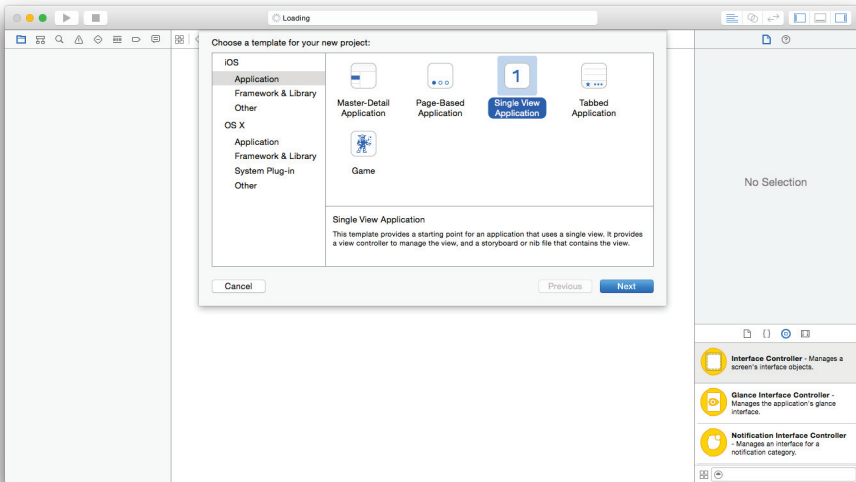 Loading
Choose a template for your new project:
iOS
Application
Framework & Library
Other
OS X
Application
Framework & Library
System Plug-in
Other
Master-Detail
Application
Page-Based
Application
1
Single View
Application
Tabbed
Application
Game
Single View Application
This template provides a starting point for an application that uses a single view. It provides
a view controller to manage the view, and a storyboard or nib file that contains the view.
Cancel
Previous
Next
No Selection
{}
Interface Controller - Manages a
screen's interface objects.
Glance Interface Controller -
Manages the application's glance
interface.
Notification Interface Controller
- Manages an interface for a
notification category.